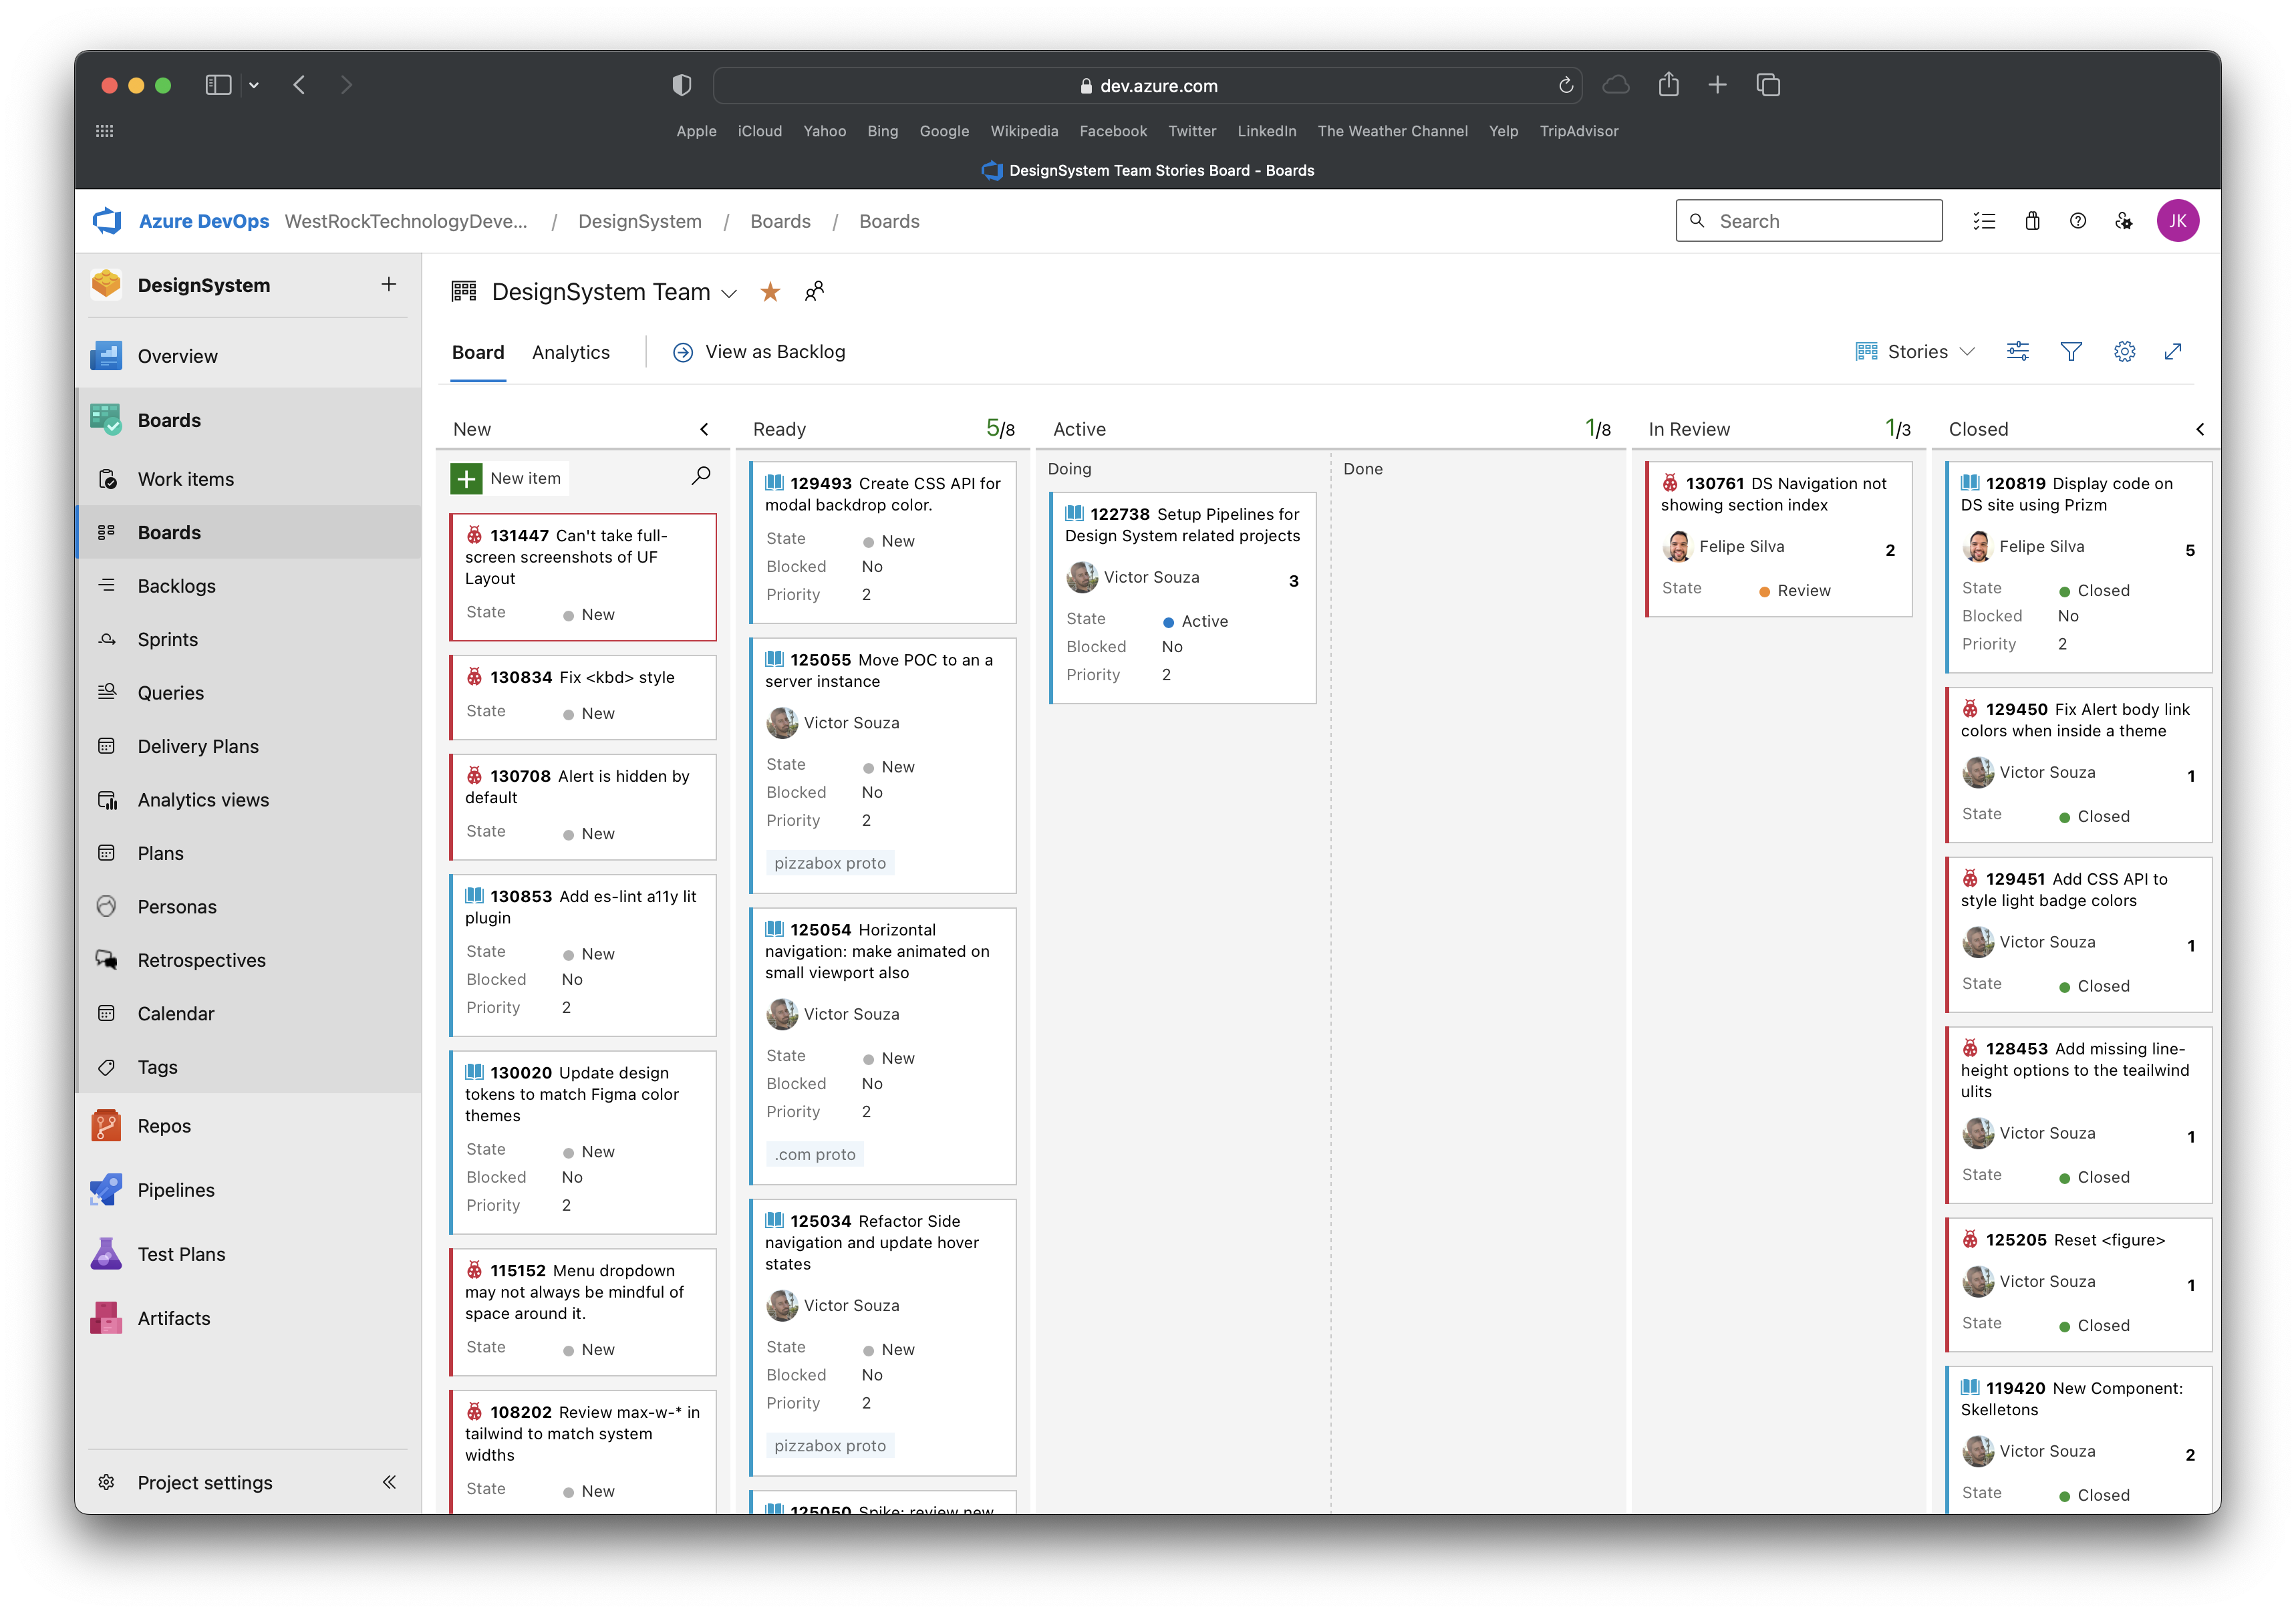 dev.azure.com
Apple iCloud Yahoo Bing Google Wikipedia Facebook Twitter LinkedIn The Weather Channel Yelp TripAdvisor
DesignSystem Team Stories Board - Boards
Azure DevOps WestRockTechnologyDeve... / DesignSystem / Boards / Boards
Search
JK
DesignSystem
Overview
Boards
Work items
Boards
Backlogs
Sprints
Queries
Delivery Plans
Analytics views
Plans
Personas
Retrospectives
Calendar
Tags
Repos
Pipelines
Test Plans
Artifacts
Project settings
DesignSystem Team
Board Analytics View as Backlog
Stories
New
New item
131447 Can't take full-
screen screenshots of UF
Layout
State New
130834 Fix <kbd> style
State New
130708 Alert is hidden by
default
State New
130853 Add es-lint a11y lit
plugin
State New
Blocked No
Priority 2
130020 Update design
tokens to match Figma color
themes
State New
Blocked No
Priority 2
115152 Menu dropdown
may not always be mindful of
space around it.
State New
108202 Review max-w-* in
tailwind to match system
widths
State New
Ready 5/8
129493 Create CSS API for
modal backdrop color.
State New
Blocked No
Priority 2
125055 Move POC to an a
server instance
Victor Souza
State New
Blocked No
Priority 2
pizzabox proto
125054 Horizontal
navigation: make animated on
small viewport also
Victor Souza
State New
Blocked No
Priority 2
.com proto
125034 Refactor Side
navigation and update hover
states
Victor Souza
State New
Blocked No
Priority 2
pizzabox proto
125050 Spike: review new
Active 1/8
Doing
122738 Setup Pipelines for
Design System related projects
Victor Souza 3
State Active
Blocked No
Priority 2
Done
In Review 1/3
130761 DS Navigation not
showing section index
Felipe Silva 2
State Review
Closed
120819 Display code on
DS site using Prizm
Felipe Silva 5
State Closed
Blocked No
Priority 2
129450 Fix Alert body link
colors when inside a theme
Victor Souza 1
State Closed
129451 Add CSS API to
style light badge colors
Victor Souza 1
State Closed
128453 Add missing line-
height options to the teailwind
ulits
Victor Souza 1
State Closed
125205 Reset <figure>
Victor Souza 1
State Closed
119420 New Component:
Skelletons
Victor Souza 2
State Closed